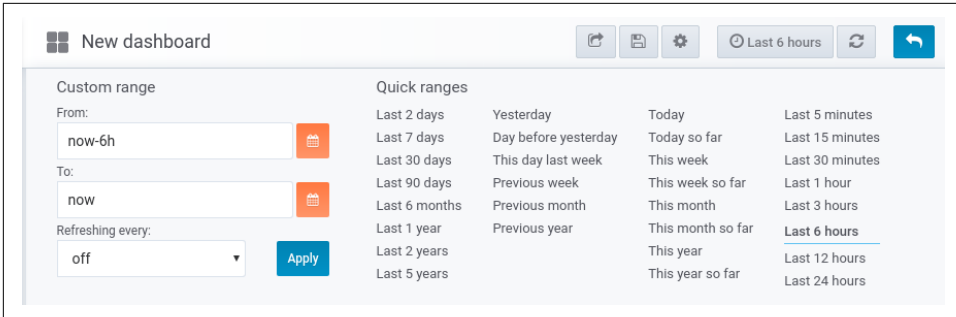 New dashboard
Last 6 hours
Custom range
From:
now-6h
To:
now
Refreshing every:
off
Apply
Quick ranges
Last 2 days
Last 7 days
Last 30 days
Last 90 days
Last 6 months
Last 1 year
Last 2 years
Last 5 years
Yesterday
Day before yesterday
This day last week
Previous week
Previous month
Previous year
Today
Today so far
This week
This week so far
This month
This month so far
This year
This year so far
Last 5 minutes
Last 15 minutes
Last 30 minutes
Last 1 hour
Last 3 hours
Last 6 hours
Last 12 hours
Last 24 hours